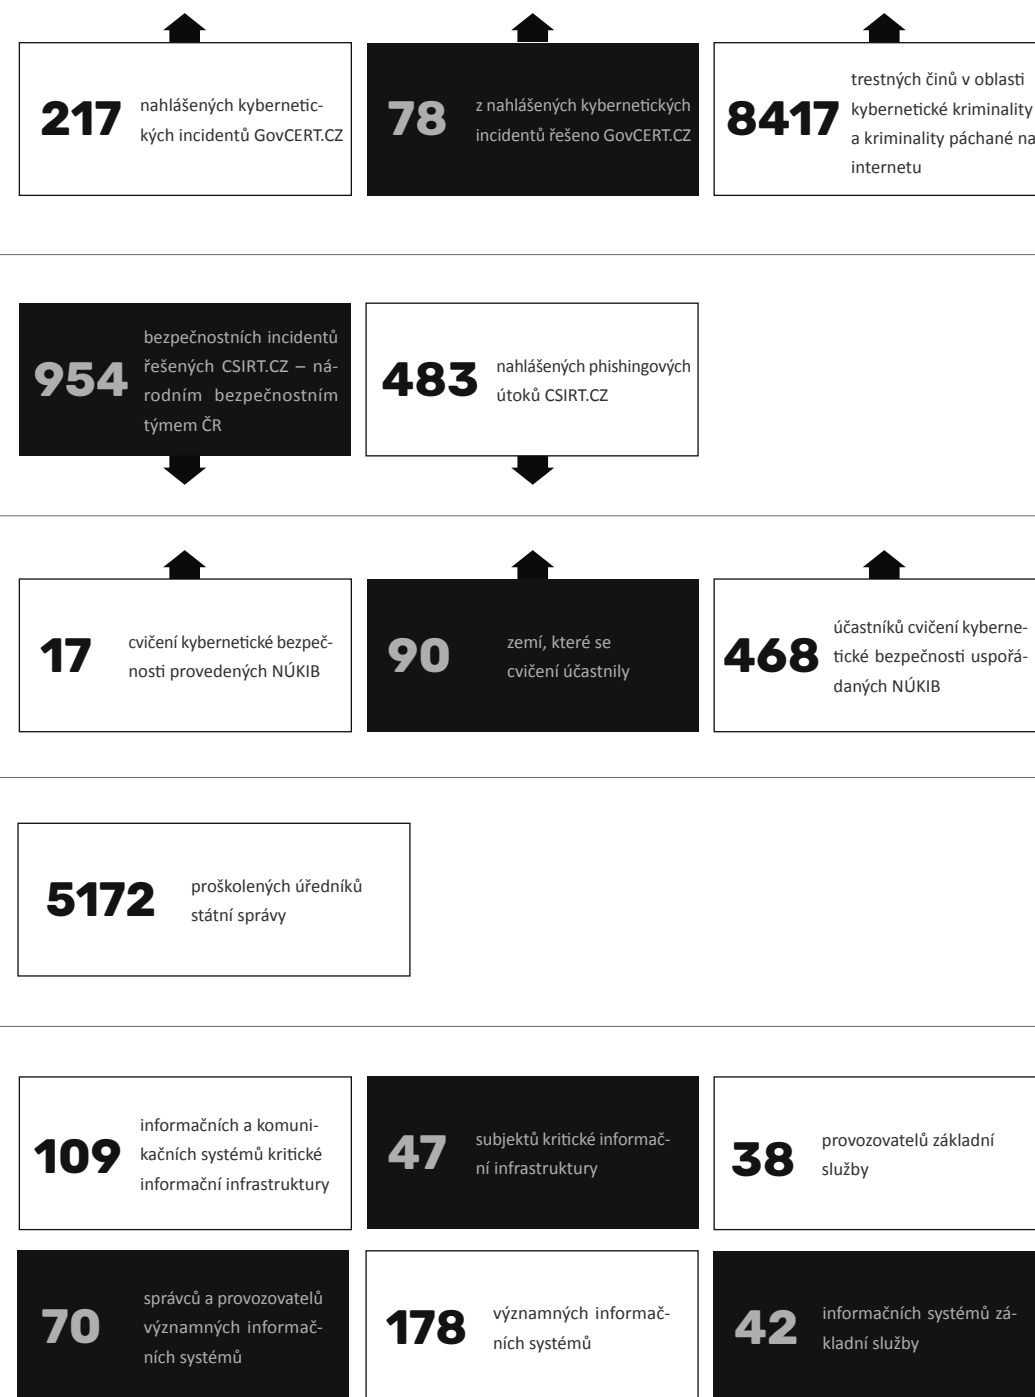 217
nahlášených kybernetic-
kých incidentů GovCERT.CZ
78
z nahlášených kybernetických
incidentů řešeno GovCERT.CZ
8417
trestných činů v oblasti
kybernetické kriminality
a kriminality páchané na
internetu
954
bezpečnostních incidentů
řešených CSIRT.CZ – ná-
rodním bezpečnostním
týmem ČR
483
nahlášených phishingových
útoků CSIRT.CZ
17
cvičení kybernetické bezpeč-
nosti provedených NÚKIB
90
zemí, které se
cvičení účastnily
468
účastníků cvičení kyberne-
tické bezpečnosti uspořá-
daných NÚKIB
5172
proškolených úředníků
státní správy
109
informačních a komuni-
kačních systémů kritické
informační infrastruktury
47
subjektů kritické informač-
ní infrastruktury
38
provozovatelů základní
služby
70
správců a provozovatelů
významných informač-
ních systémů
178
významných informač-
ních systémů
42
informačních systémů zá-
kladní služby